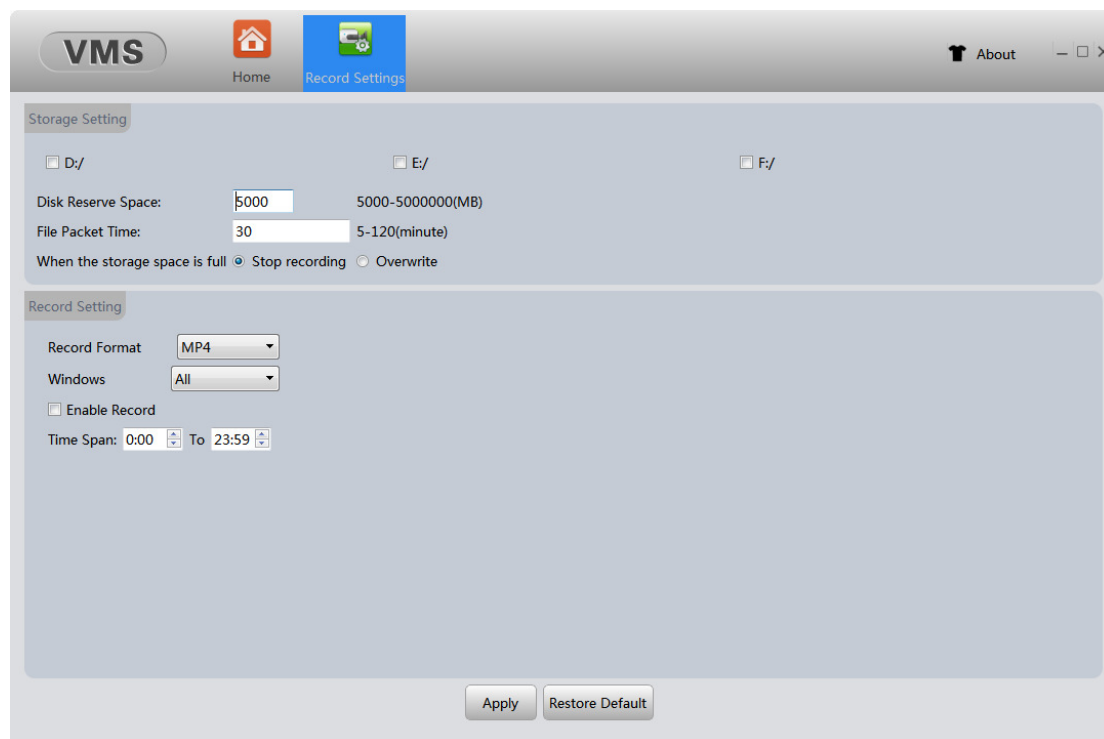 VMS
Home
Record Settings
About
Storage Setting
D:/ E:/ F:/
Disk Reserve Space: 5000 5000-5000000(MB)
File Packet Time: 30 5-120(minute)
When the storage space is full Stop recording Overwrite
Record Setting
Record Format MP4
Windows All
Enable Record
Time Span: 0:00 To 23:59
Apply Restore Default